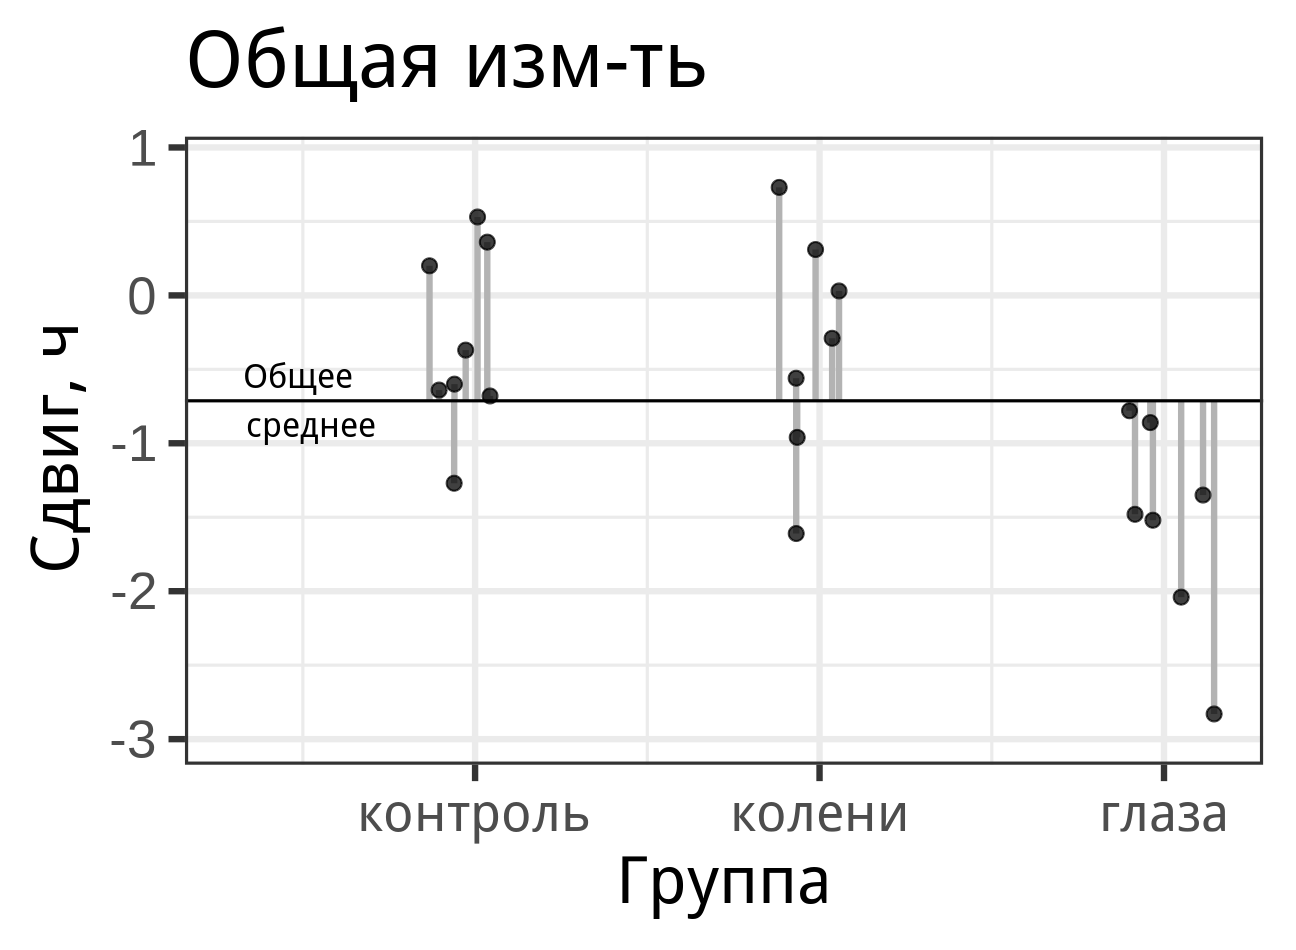 Общая изм-ть
Сдвиг, ч
1
0
-1
-2
-3
Общее
среднее
контроль колени глаза
Группа